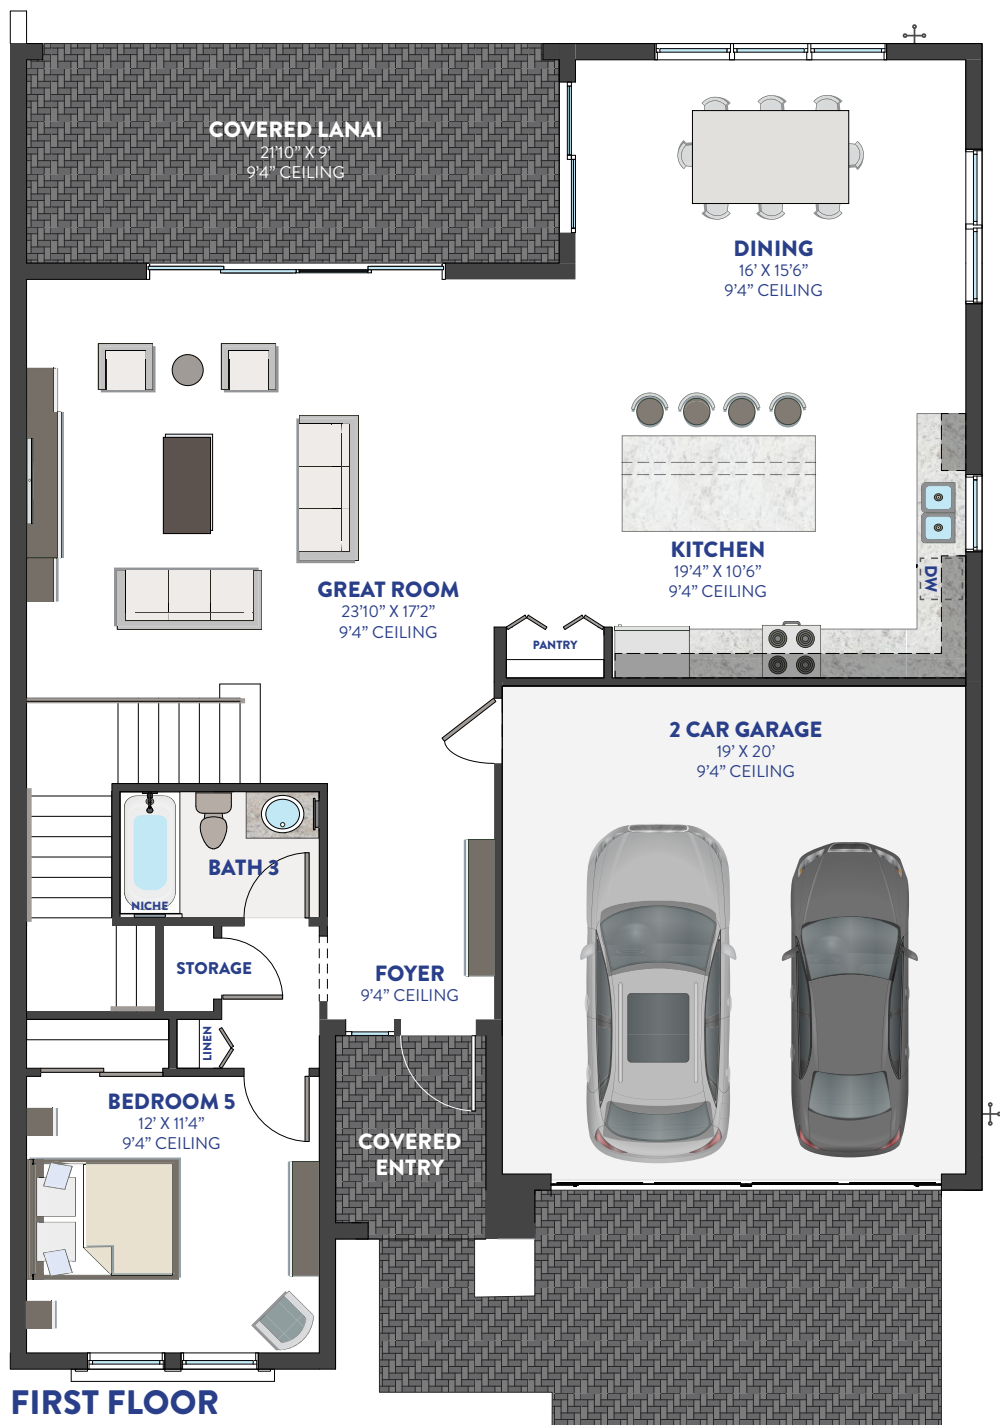 COVERED LANAI
21'10" X 9'
9'4" CEILING
DINING
16' X 15'6"
9'4" CEILING
KITCHEN
19'4" X 10'6"
9'4" CEILING
DW
GREAT ROOM
23'10" X 17'2"
9'4" CEILING
PANTRY
2 CAR GARAGE
19' X 20'
9'4" CEILING
BATH 3
NICHE
STORAGE
FOYER
9'4" CEILING
LINEN
BEDROOM 5
12' X 11'4"
9'4" CEILING
COVERED
ENTRY
FIRST FLOOR